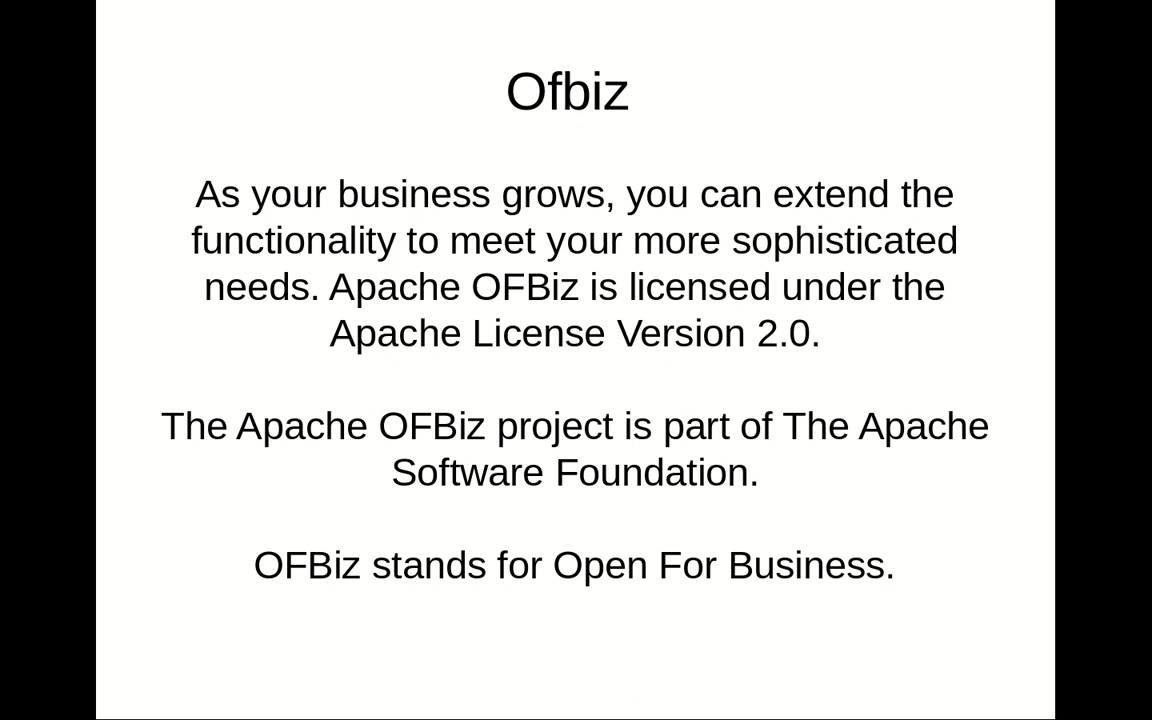 Ofbiz
As your business grows, you can extend the
functionality to meet your more sophisticated
needs. Apache OFBiz is licensed under the
Apache License Version 2.0.
The Apache OFBiz project is part of The Apache
Software Foundation.
OFBiz stands for Open For Business.